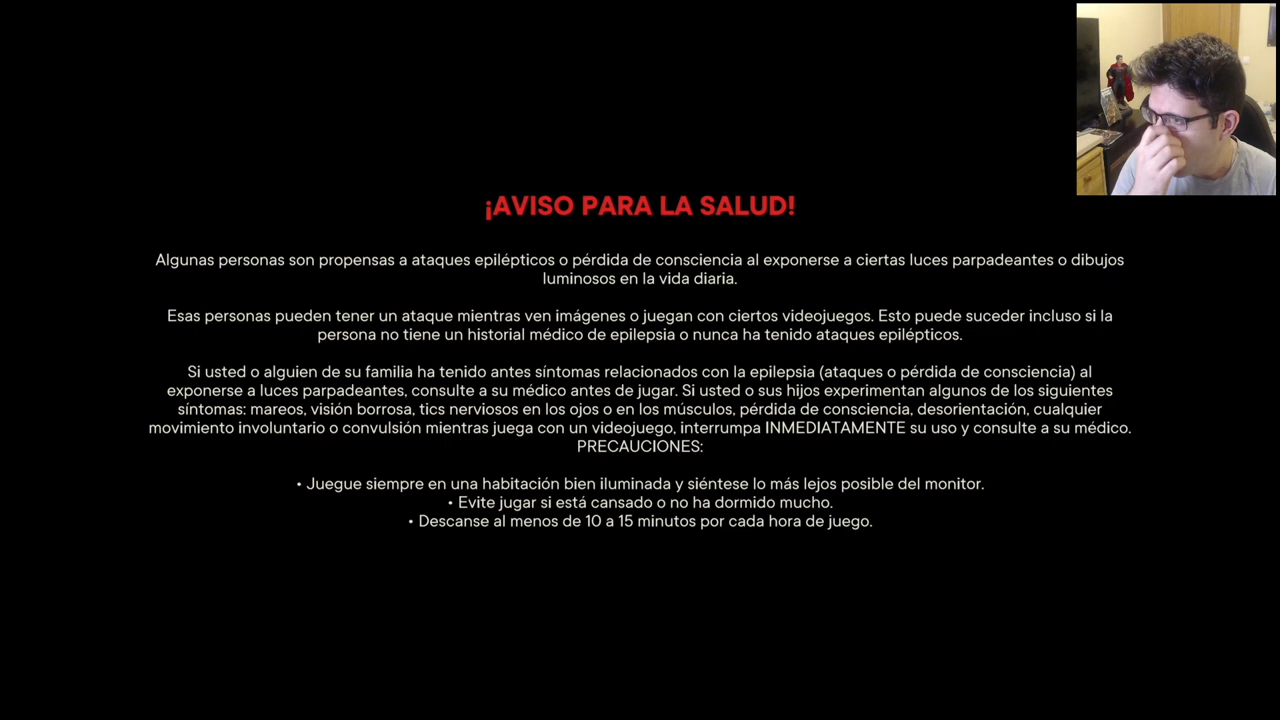 ¡AVISO PARA LA SALUD!
Algunas personas son propensas a ataques epilépticos o pérdida de consciencia al exponerse a ciertas luces parpadeantes o dibujos
luminosos en la vida diaria.
Esas personas pueden tener un ataque mientras ven imágenes o juegan con ciertos videojuegos. Esto puede suceder incluso si la
persona no tiene un historial médico de epilepsia o nunca ha tenido ataques epilépticos.
Si usted o alguien de su familia ha tenido antes síntomas relacionados con la epilepsia (ataques o pérdida de consciencia) al
exponerse a luces parpadeantes, consulte a su médico antes de jugar. Si usted o sus hijos experimentan algunos de los siguientes
síntomas: mareos, visión borrosa, tics nerviosos en los ojos o en los músculos, pérdida de consciencia, desorientación, cualquier
movimiento involuntario o convulsión mientras juega con un videojuego, interrumpa INMEDIATAMENTE su uso y consulte a su médico.
PRECAUCIONES:
• Juegue siempre en una habitación bien iluminada y siéntese lo más lejos posible del monitor.
• Evite jugar si está cansado o no ha dormido mucho.
• Descanse al menos de 10 a 15 minutos por cada hora de juego.